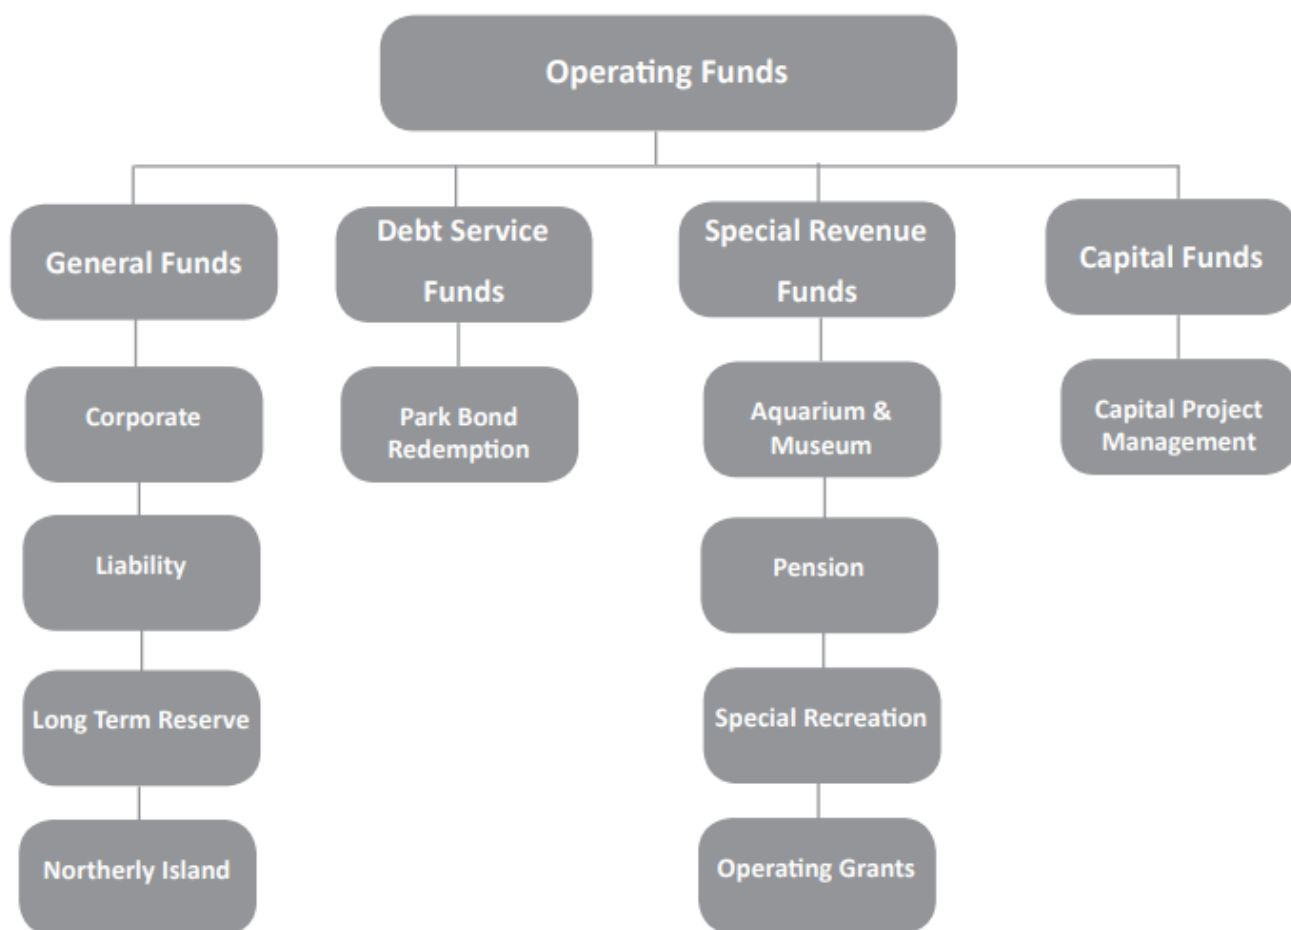 Operating Funds
General Funds
Debt Service
Funds
Special Revenue
Funds
Capital Funds
Corporate
Park Bond
Redemption
Aquarium &
Museum
Capital Project
Management
Liability
Pension
Long Term Reserve
Special Recreation
Northerly Island
Operating Grants